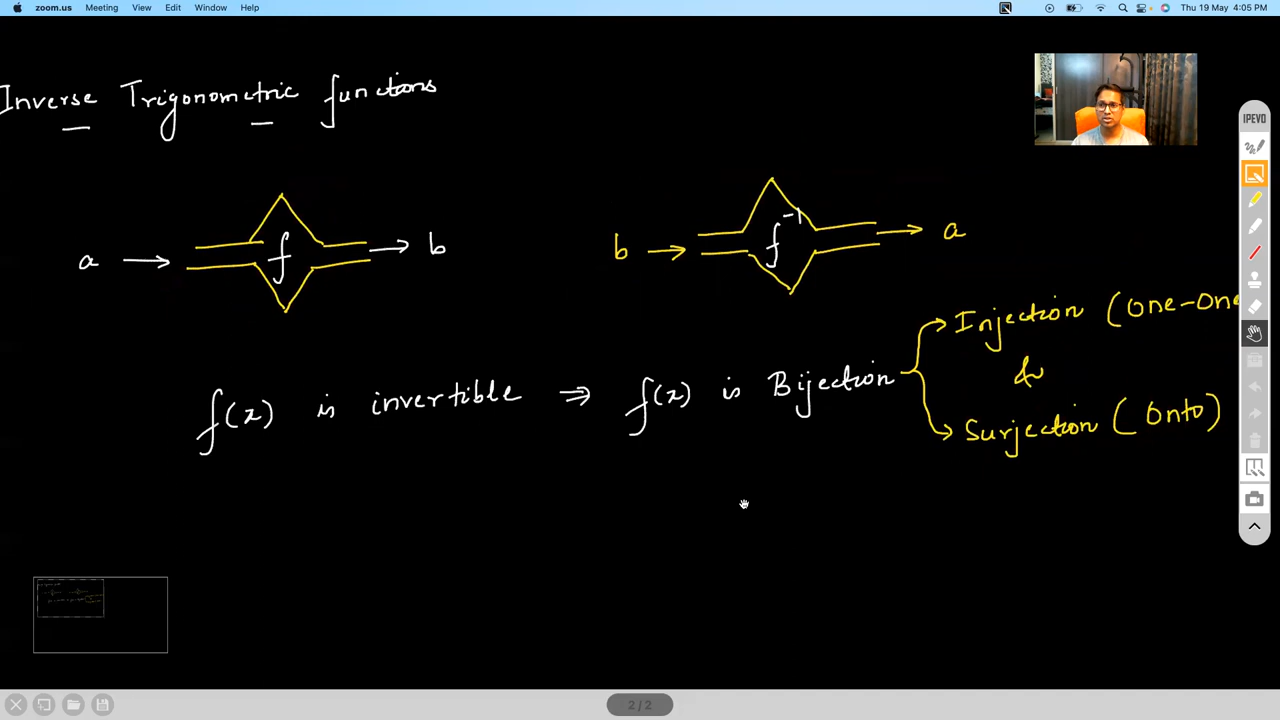 zoom.us Meeting View Edit Window Help Thu 19 May 4:05 PM
Inverse Trigonometric functions
IPEVO
a → f → b
b → f⁻¹ → a
Injection (One-One
f(x) is invertible ⇒ f(x) is Bijection
&
Surjection (Onto)
2 / 2